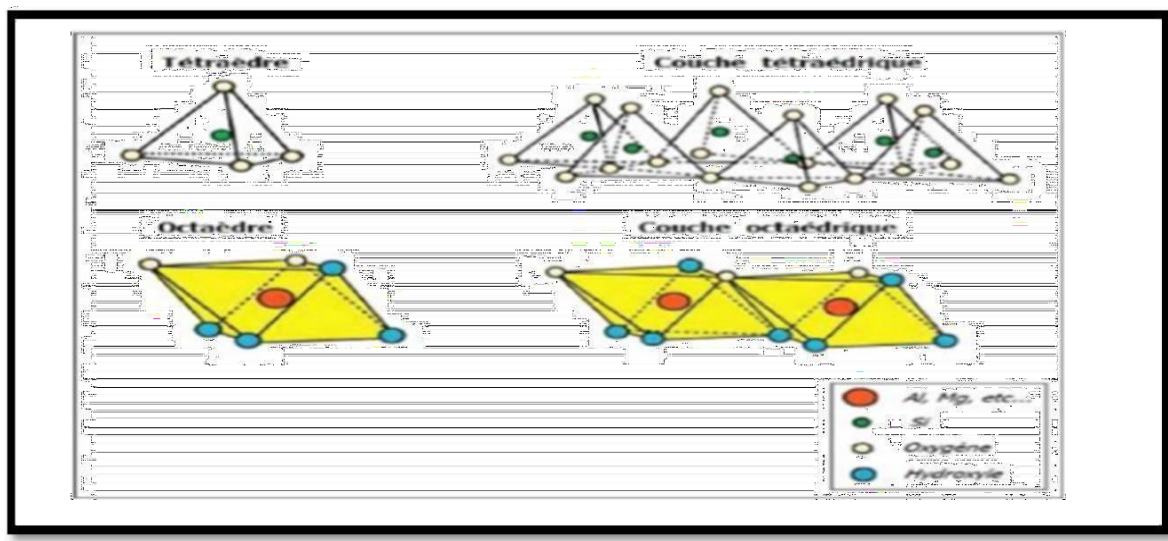 Tétraèdre
Couche tétraédrique
Octaèdre
Couche octaédrique
Al, Mg, etc...
Si
Oxygène
Hydroxyle